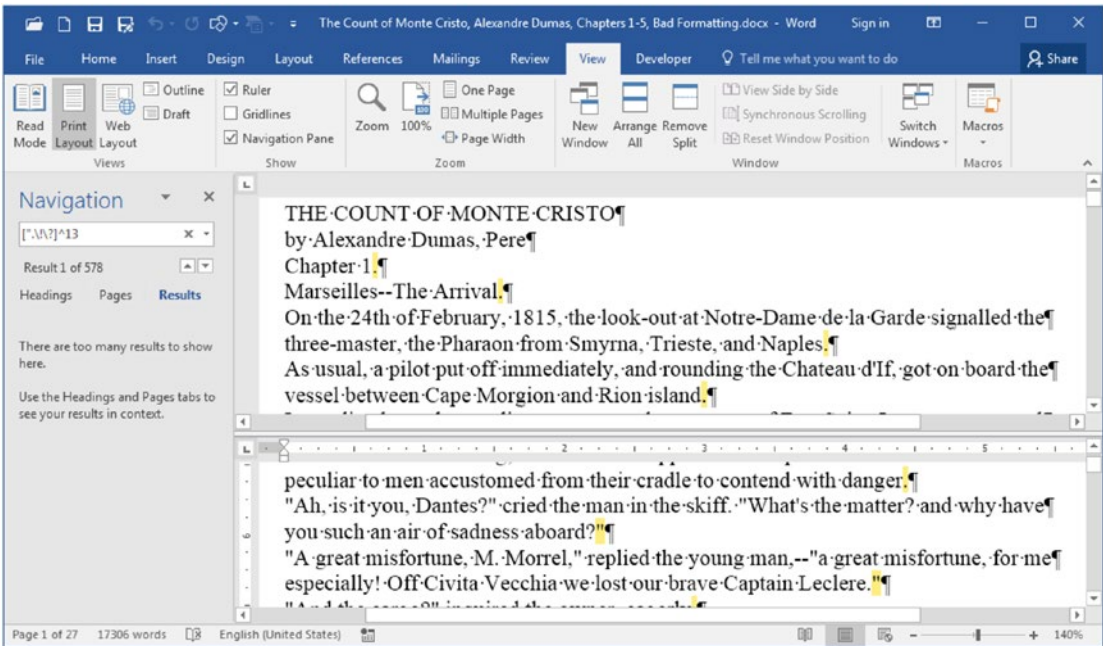 The Count of Monte Cristo, Alexandre Dumas, Chapters 1-5, Bad Formatting.docx - Word Sign in
File Home Insert Design Layout References Mailings Review View Developer Tell me what you want to do Share
Read Mode
Print Layout
Web Layout
Outline
Draft
Views
Ruler
Gridlines
Navigation Pane
Show
Zoom
100%
One Page
Multiple Pages
Page Width
Zoom
New Window
Arrange All
Remove Split
View Side by Side
Synchronous Scrolling
Reset Window Position
Window
Switch Windows
Macros
Macros
Navigation
[".\!\?]^13
Result 1 of 578
Headings Pages Results
There are too many results to show
here.
Use the Headings and Pages tabs to
see your results in context.
THE·COUNT·OF·MONTE·CRISTO¶
by·Alexandre·Dumas,·Pere¶
Chapter·1.¶
Marseilles--The·Arrival.¶
On·the·24th·of·February,·1815,·the·look-out·at·Notre-Dame·de·la·Garde·signalled·the¶
three-master,·the·Pharaon·from·Smyrna,·Trieste,·and·Naples.¶
As·usual,·a·pilot·put·off·immediately,·and·rounding·the·Chateau·d'If,·got·on·board·the¶
vessel·between·Cape·Morgion·and·Rion·island.¶
1 2 3 4 5
peculiar·to·men·accustomed·from·their·cradle·to·contend·with·danger.¶
"Ah,·is·it·you,·Dantes?"·cried·the·man·in·the·skiff.·"What's·the·matter?·and·why·have¶
you·such·an·air·of·sadness·aboard?"¶
"A·great·misfortune,·M.·Morrel,"·replied·the·young·man,--"a·great·misfortune,·for·me¶
especially!·Off·Civita·Vecchia·we·lost·our·brave·Captain·Leclere."¶
Page 1 of 27 17306 words English (United States) 140%